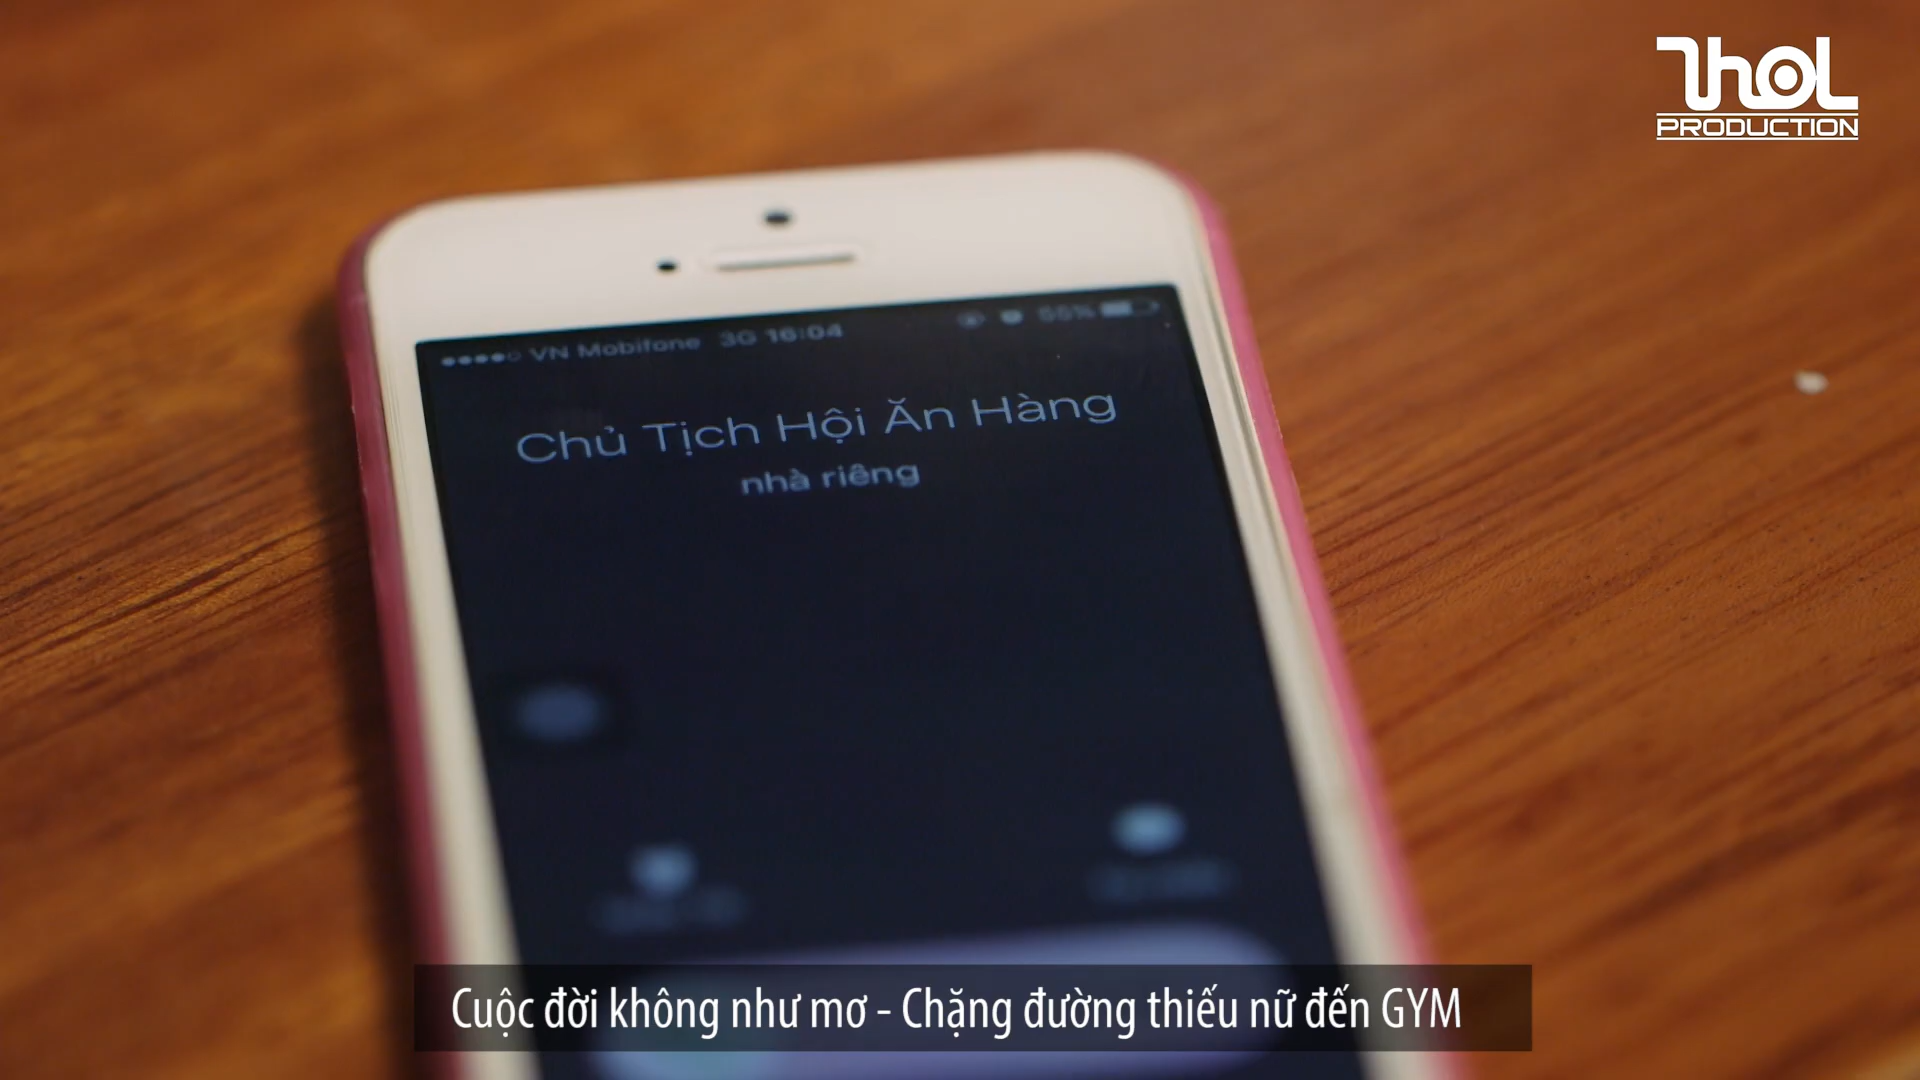 Thol
PRODUCTION
VN Mobifone 3G 16:04 55%
Chủ Tịch Hội Ăn Hàng
nhà riêng
Cuộc đời không như mơ - Chặng đường thiếu nữ đến GYM